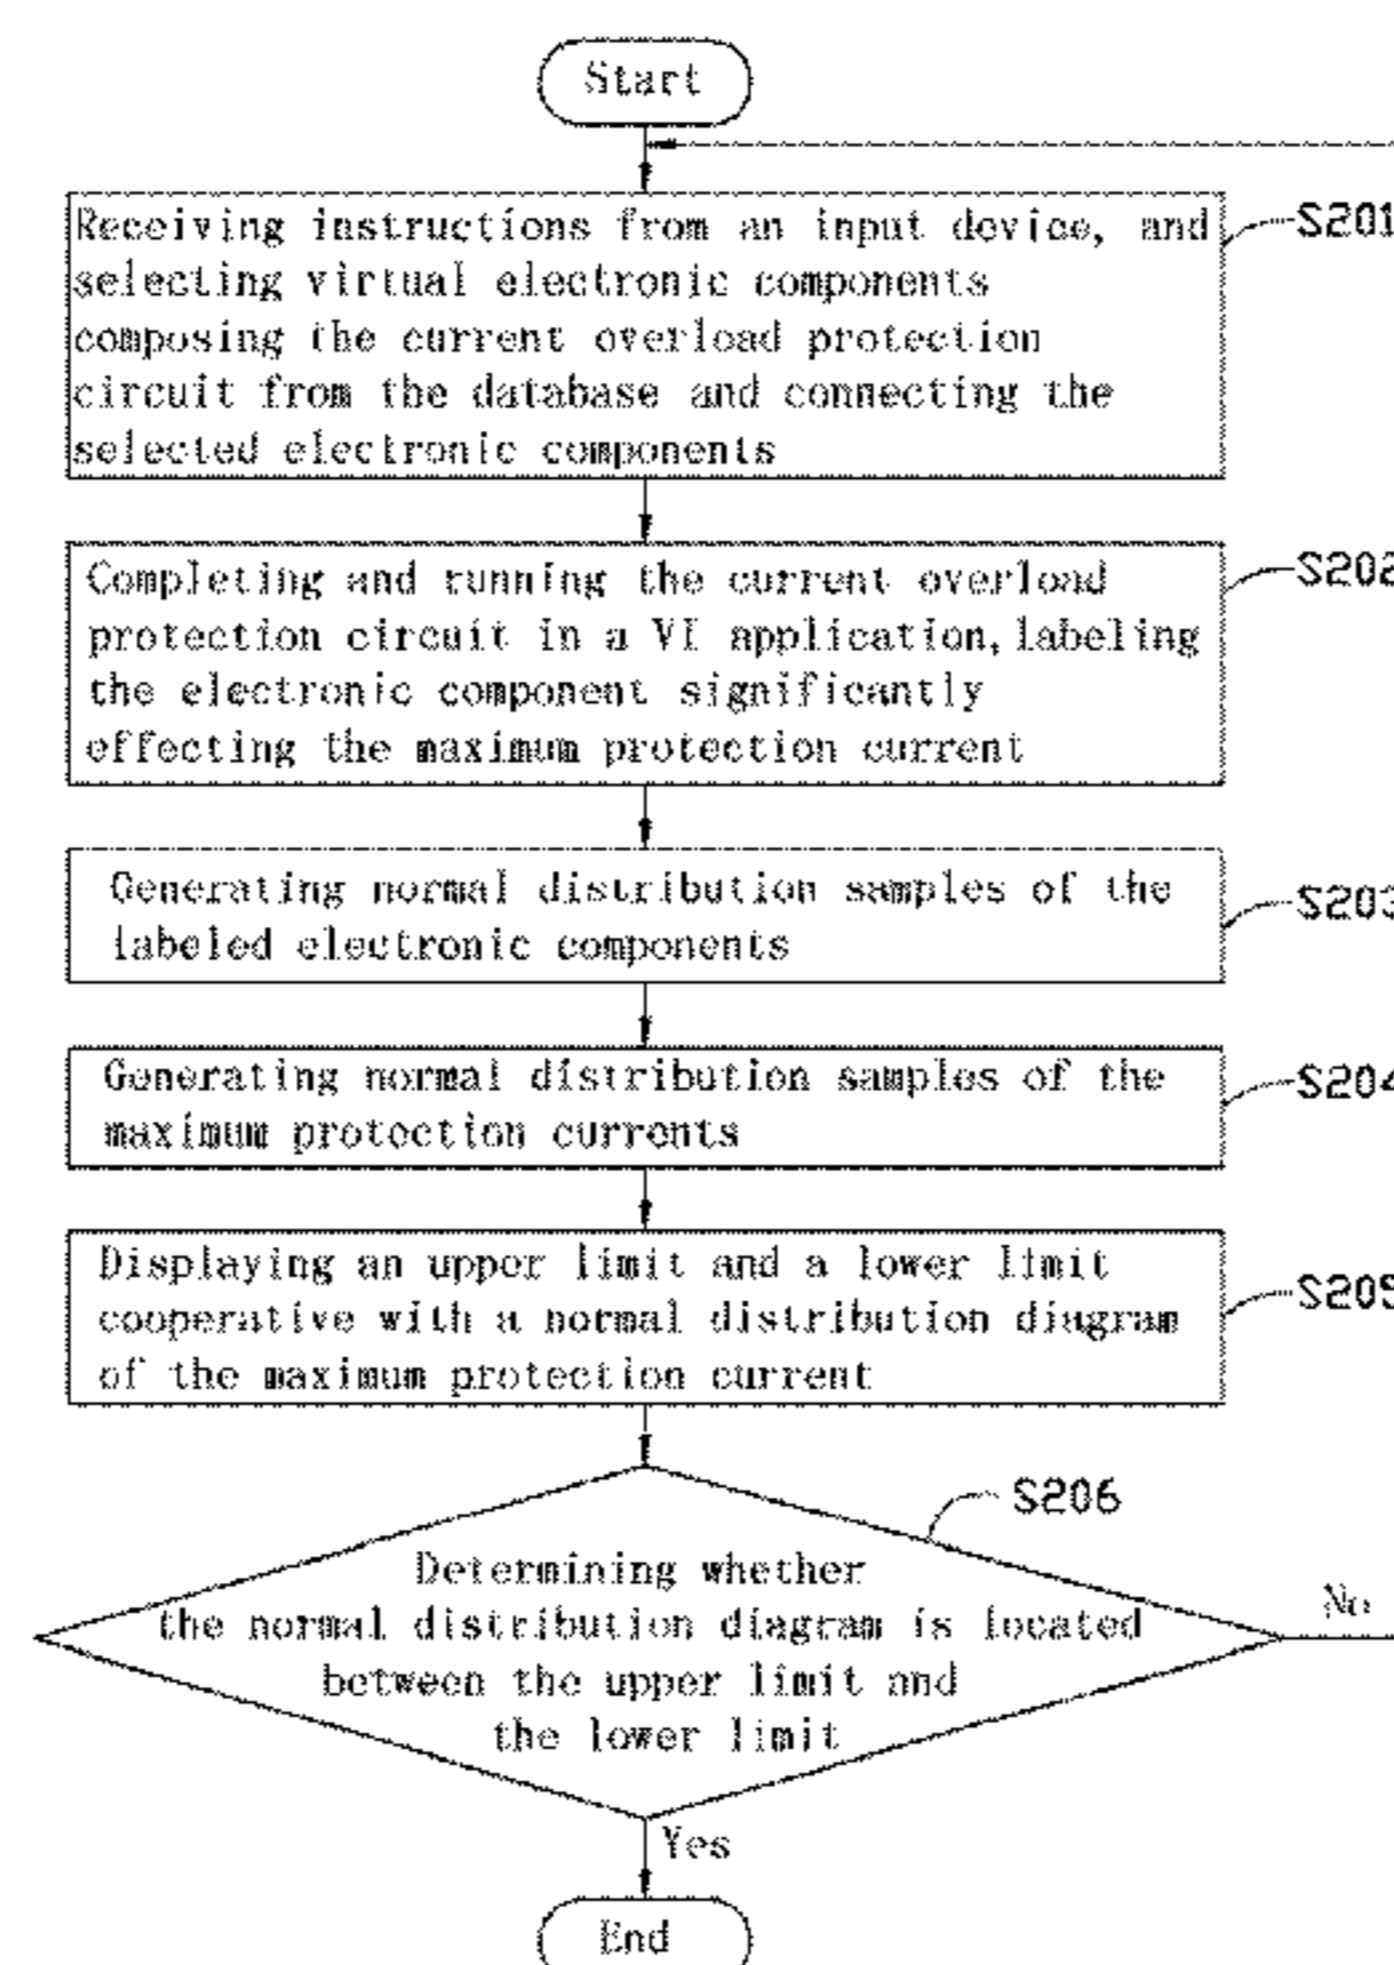 Start
Receiving instructions from an input device, and
selecting virtual electronic components
composing the current overload protection
circuit from the database and connecting the
selected electronic components
S201
Completing and running the current overload
protection circuit in a VI application, labeling
the electronic component significantly
effecting the maximum protection current
S202
Generating normal distribution samples of the
labeled electronic components
S203
Generating normal distribution samples of the
maximum protection currents
S204
Displaying an upper limit and a lower limit
cooperative with a normal distribution diagram
of the maximum protection current
S205
S206
Determining whether
the normal distribution diagram is located
between the upper limit and
the lower limit
No
Yes
End